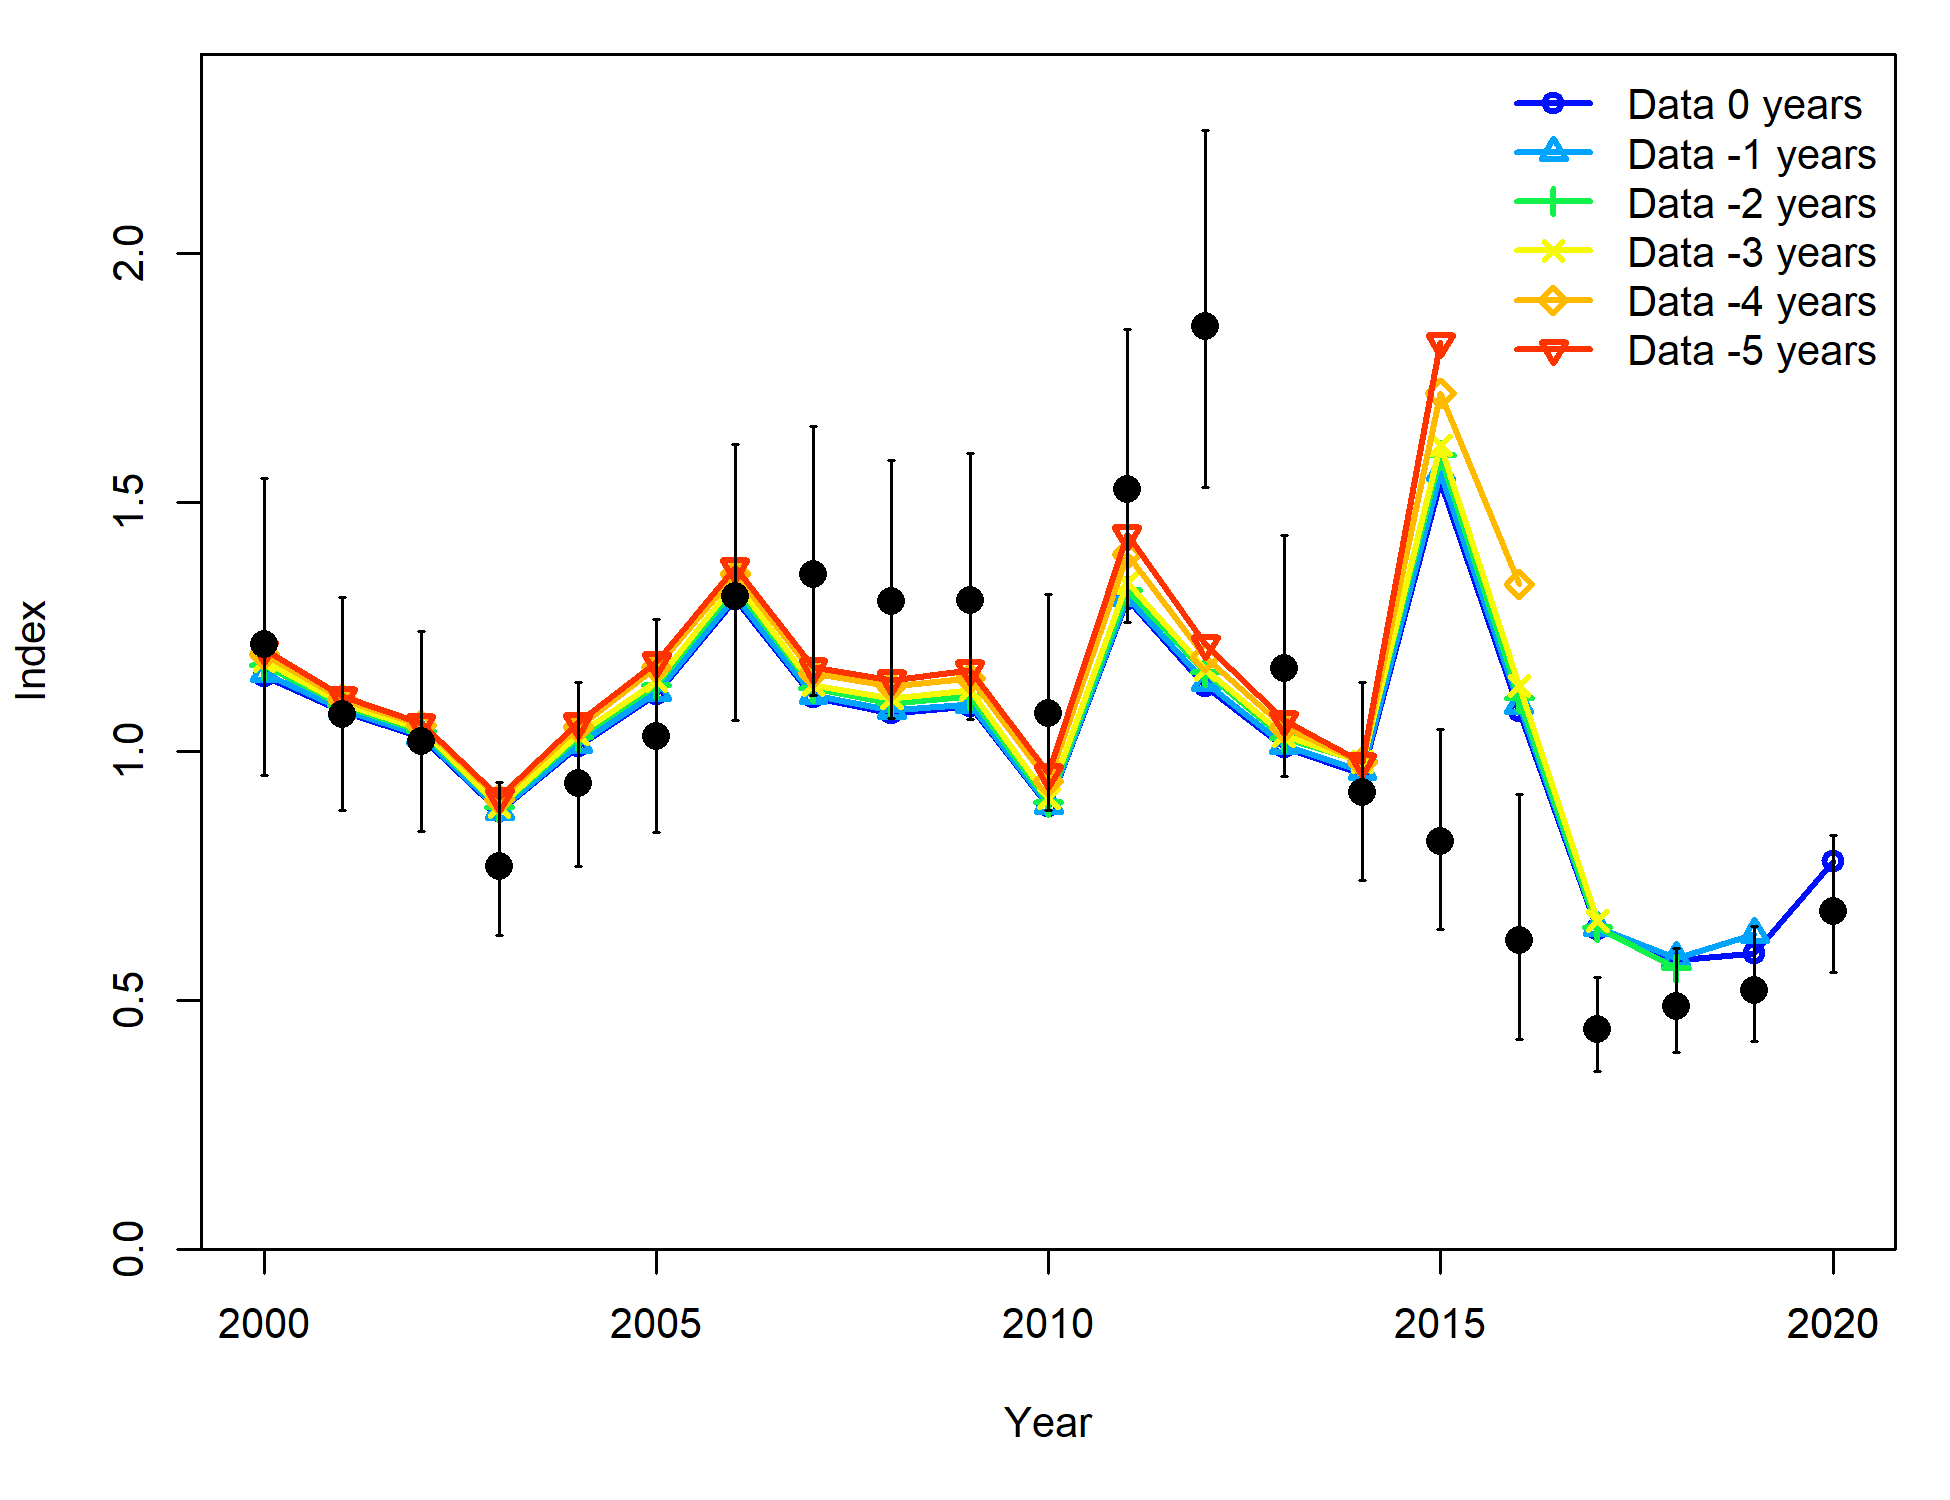 Data 0 years
Data -1 years
Data -2 years
Data -3 years
Data -4 years
Data -5 years
2.0
1.5
1.0
0.5
0.0
Index
2000 2005 2010 2015 2020
Year